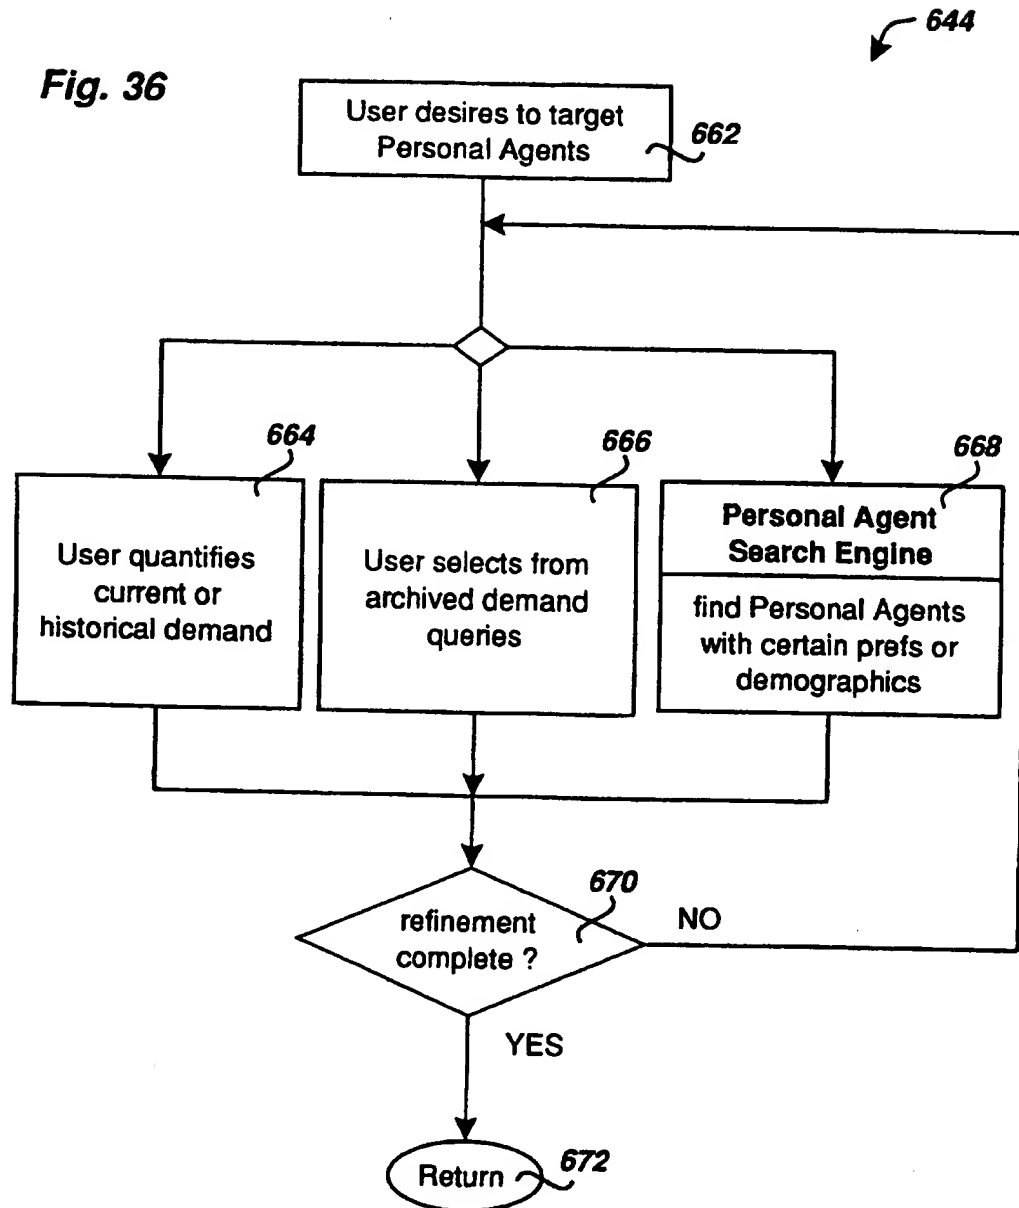 644
Fig. 36
User desires to target
Personal Agents
662
664
666
668
User quantifies
current or
historical demand
User selects from
archived demand
queries
Personal Agent
Search Engine
find Personal Agents
with certain prefs or
demographics
670
refinement
complete ?
NO
YES
Return
672